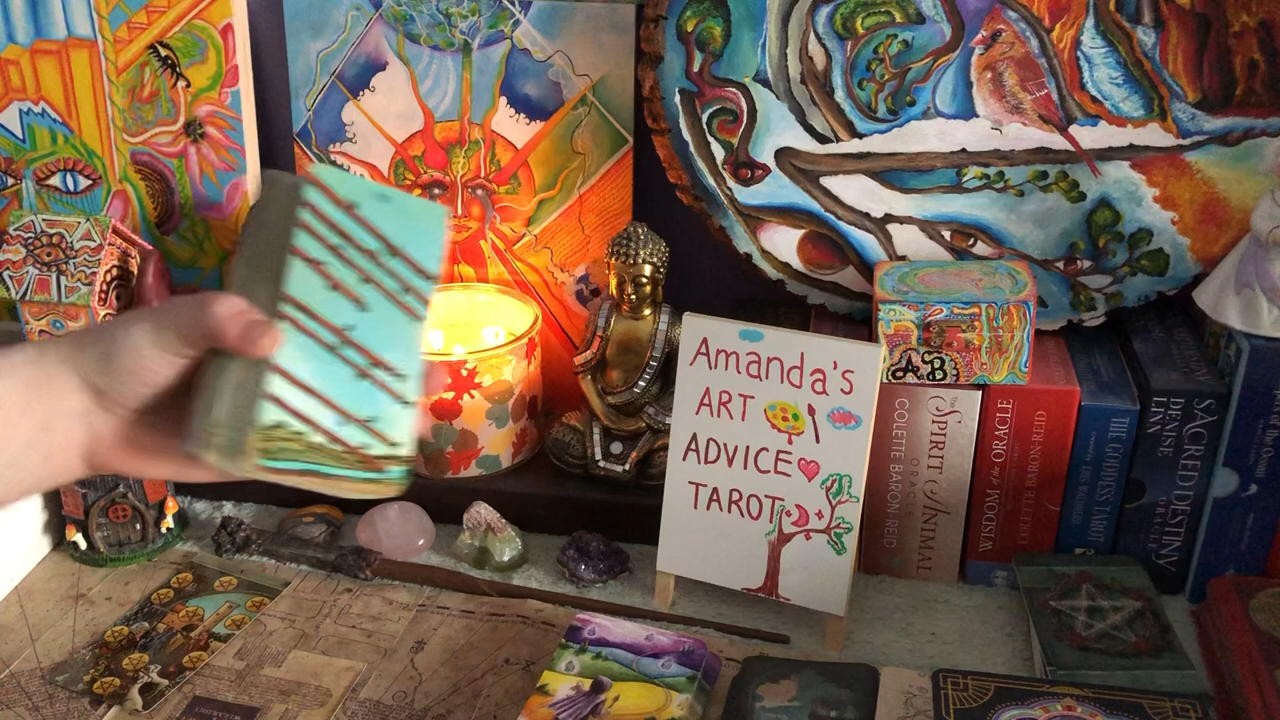 Amanda's
ART
ADVICE
TAROT
AB
The
SPIRIT ANIMAL
ORACLE
COLETTE BARON-REID
WISDOM of the ORACLE
COLETTE BARON-REID
THE GODDESS TAROT
SACRED DESTINY
ORACLE
DENISE LINN